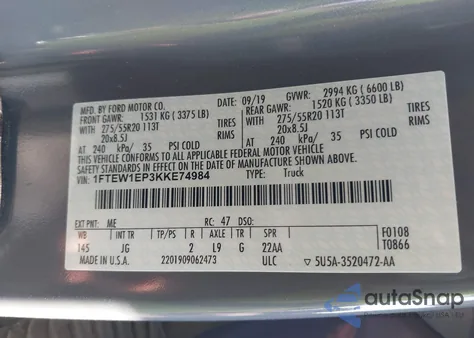 MFD. BY FORD MOTOR CO. 09/19 GVWR: 2994 KG (6600 LB)
FRONT GAWR: 1531 KG (3375 LB) REAR GAWR: 1520 KG (3350 LB)
WITH 275/55R20 113T TIRES WITH 275/55R20 113T TIRES
20x8.5J RIMS 20x8.5J RIMS
AT 240 kPa/ 35 PSI COLD AT 240 kPa/ 35 PSI COLD
THIS VEHICLE CONFORMS TO ALL APPLICABLE FEDERAL MOTOR VEHICLE
SAFETY AND THEFT PREVENTION STANDARDS IN EFFECT ON THE DATE OF MANUFACTURE SHOWN ABOVE.
VIN: 1FTEW1EP3KKE74984 TYPE: Truck
EXT PNT: ME RC: 47 DSO: F0108
WB INT TR TP/PS R AXLE TR SPR T0866
145 JG 2 L9 G 22AA
MADE IN U.S.A. 2201909062473 ULC 5U5A-3520472-AA
autoSnap